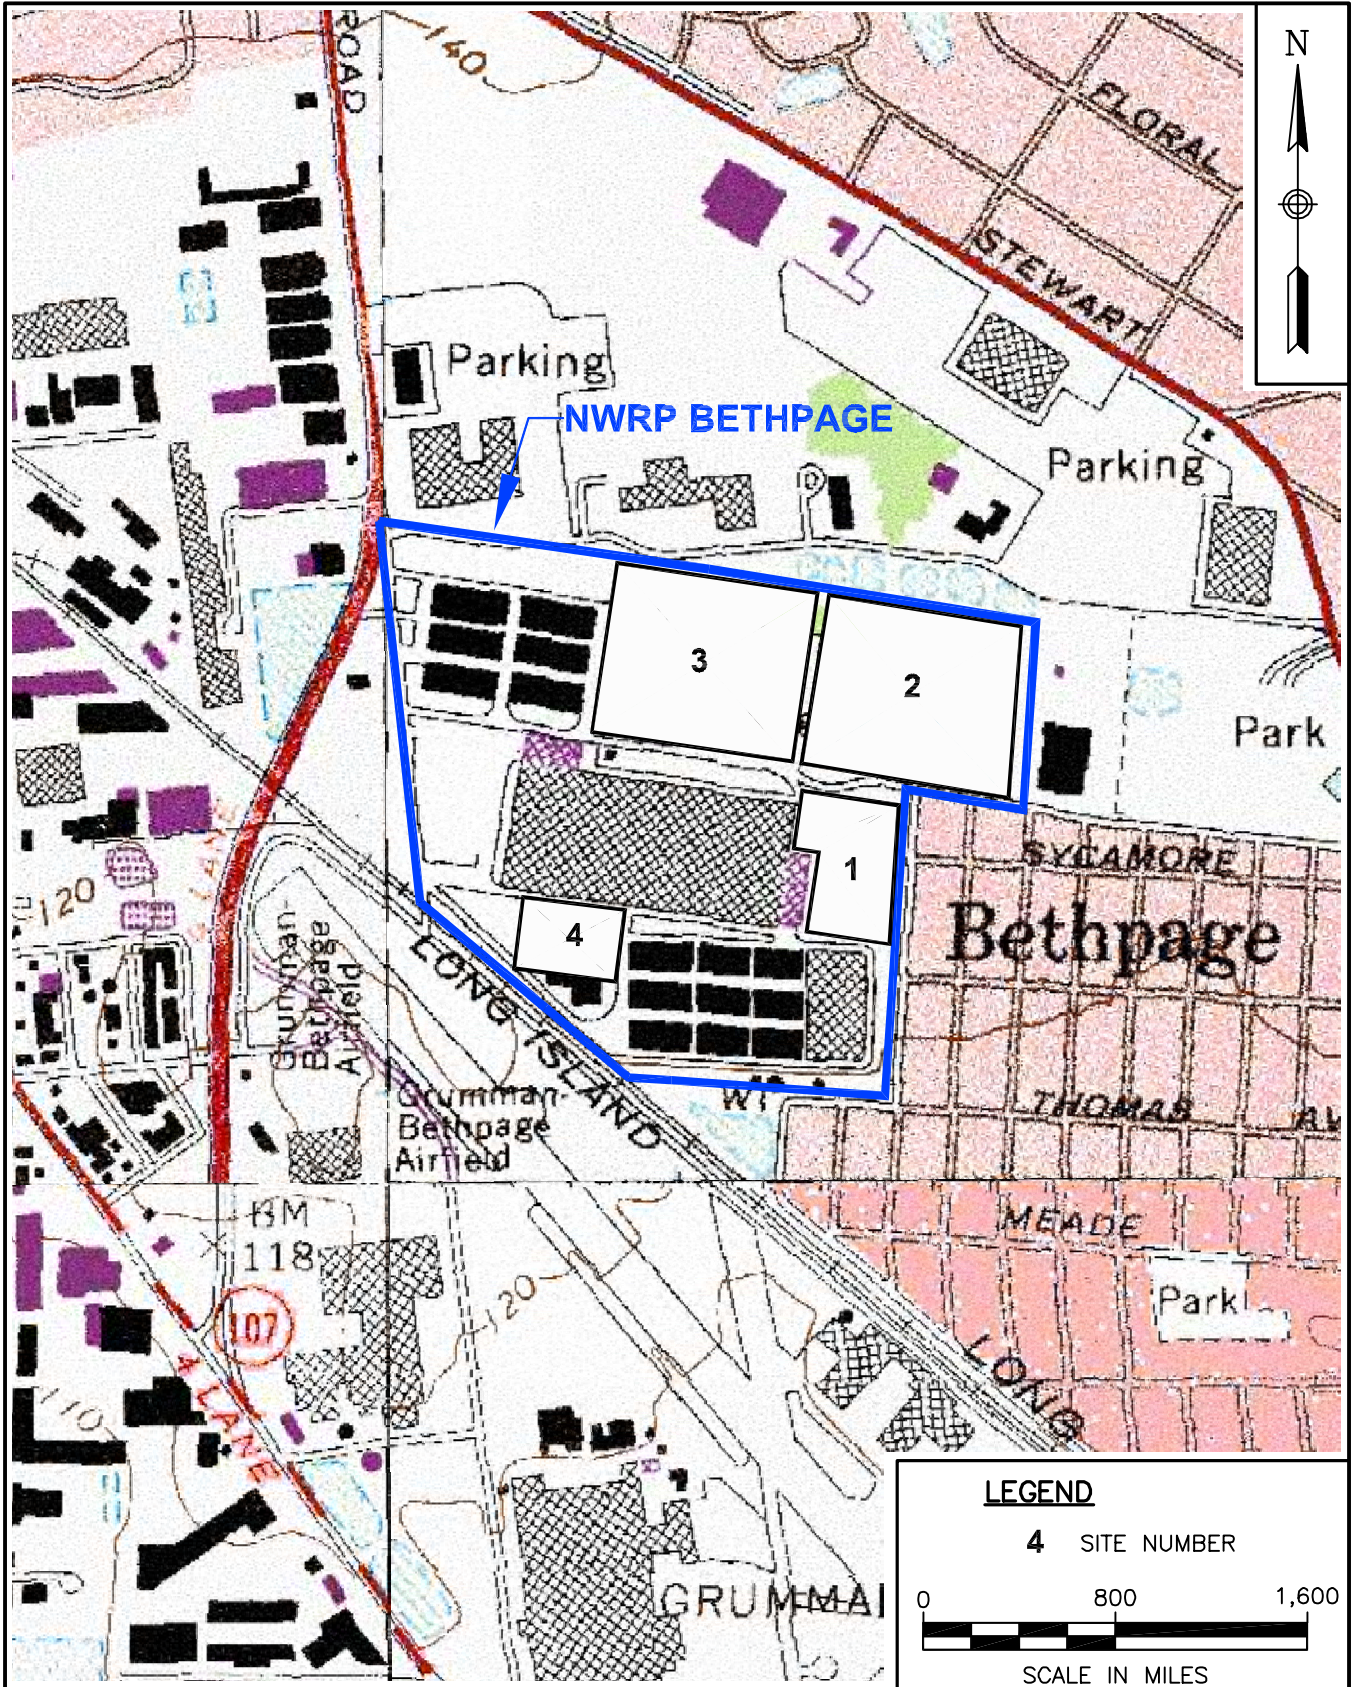 N
ROAD
140
FLORAL
STEWART
Parking
NWRP BETHPAGE
Parking
3
2
Park
1
SYCAMORE
120
4
Bethpage
LONG ISLAND
Grumman-
Bethpage
Airfield
Grumman-
Bethpage
Airfield
THOMAS
AV
BM
118
MEADE
Park
120
107
LONG
110
A LANE
GRUMMA
LEGEND
4 SITE NUMBER
0 800 1,600
SCALE IN MILES